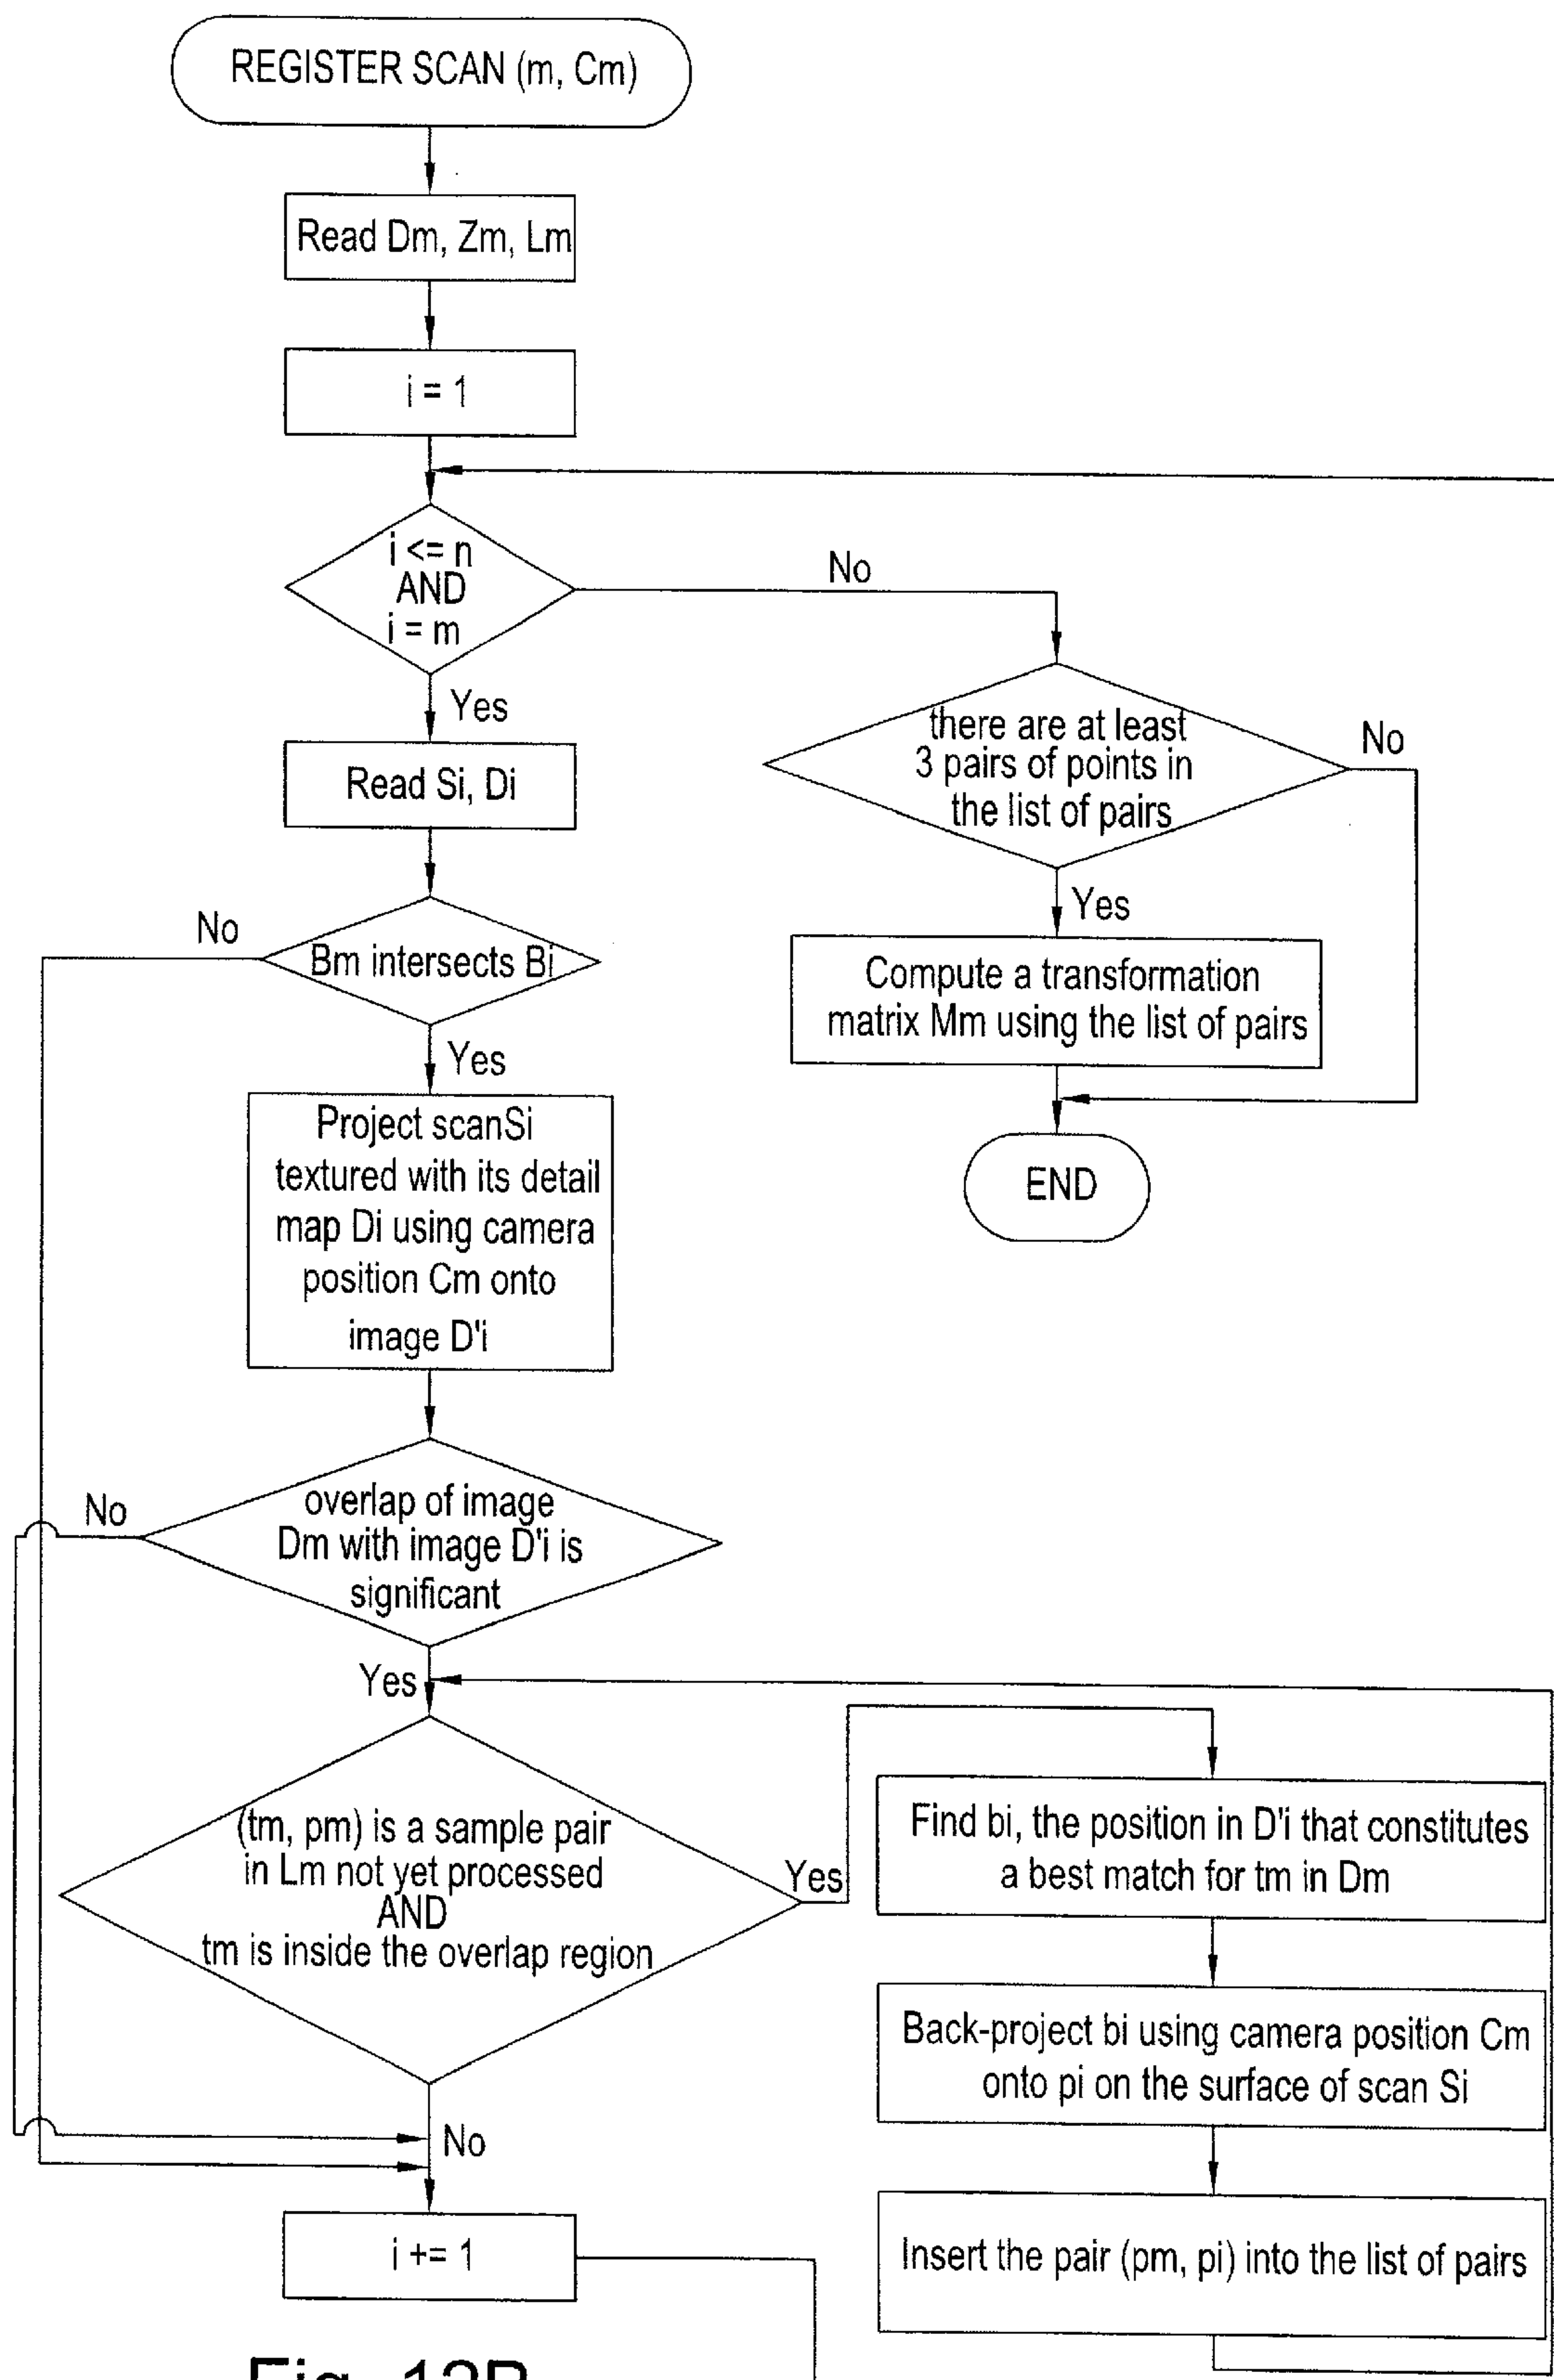 REGISTER SCAN (m, Cm)
Read Dm, Zm, Lm
i = 1
i <= n
AND
i = m
No
Yes
there are at least
3 pairs of points in
the list of pairs
No
Read Si, Di
Yes
No
Bm intersects Bi
Compute a transformation
matrix Mm using the list of pairs
Yes
Project scanSi
textured with its detail
map Di using camera
position Cm onto
image D'i
END
No
overlap of image
Dm with image D'i is
significant
Yes
(tm, pm) is a sample pair
in Lm not yet processed
AND
tm is inside the overlap region
Yes
Find bi, the position in D'i that constitutes
a best match for tm in Dm
Back-project bi using camera position Cm
onto pi on the surface of scan Si
No
i += 1
Insert the pair (pm, pi) into the list of pairs